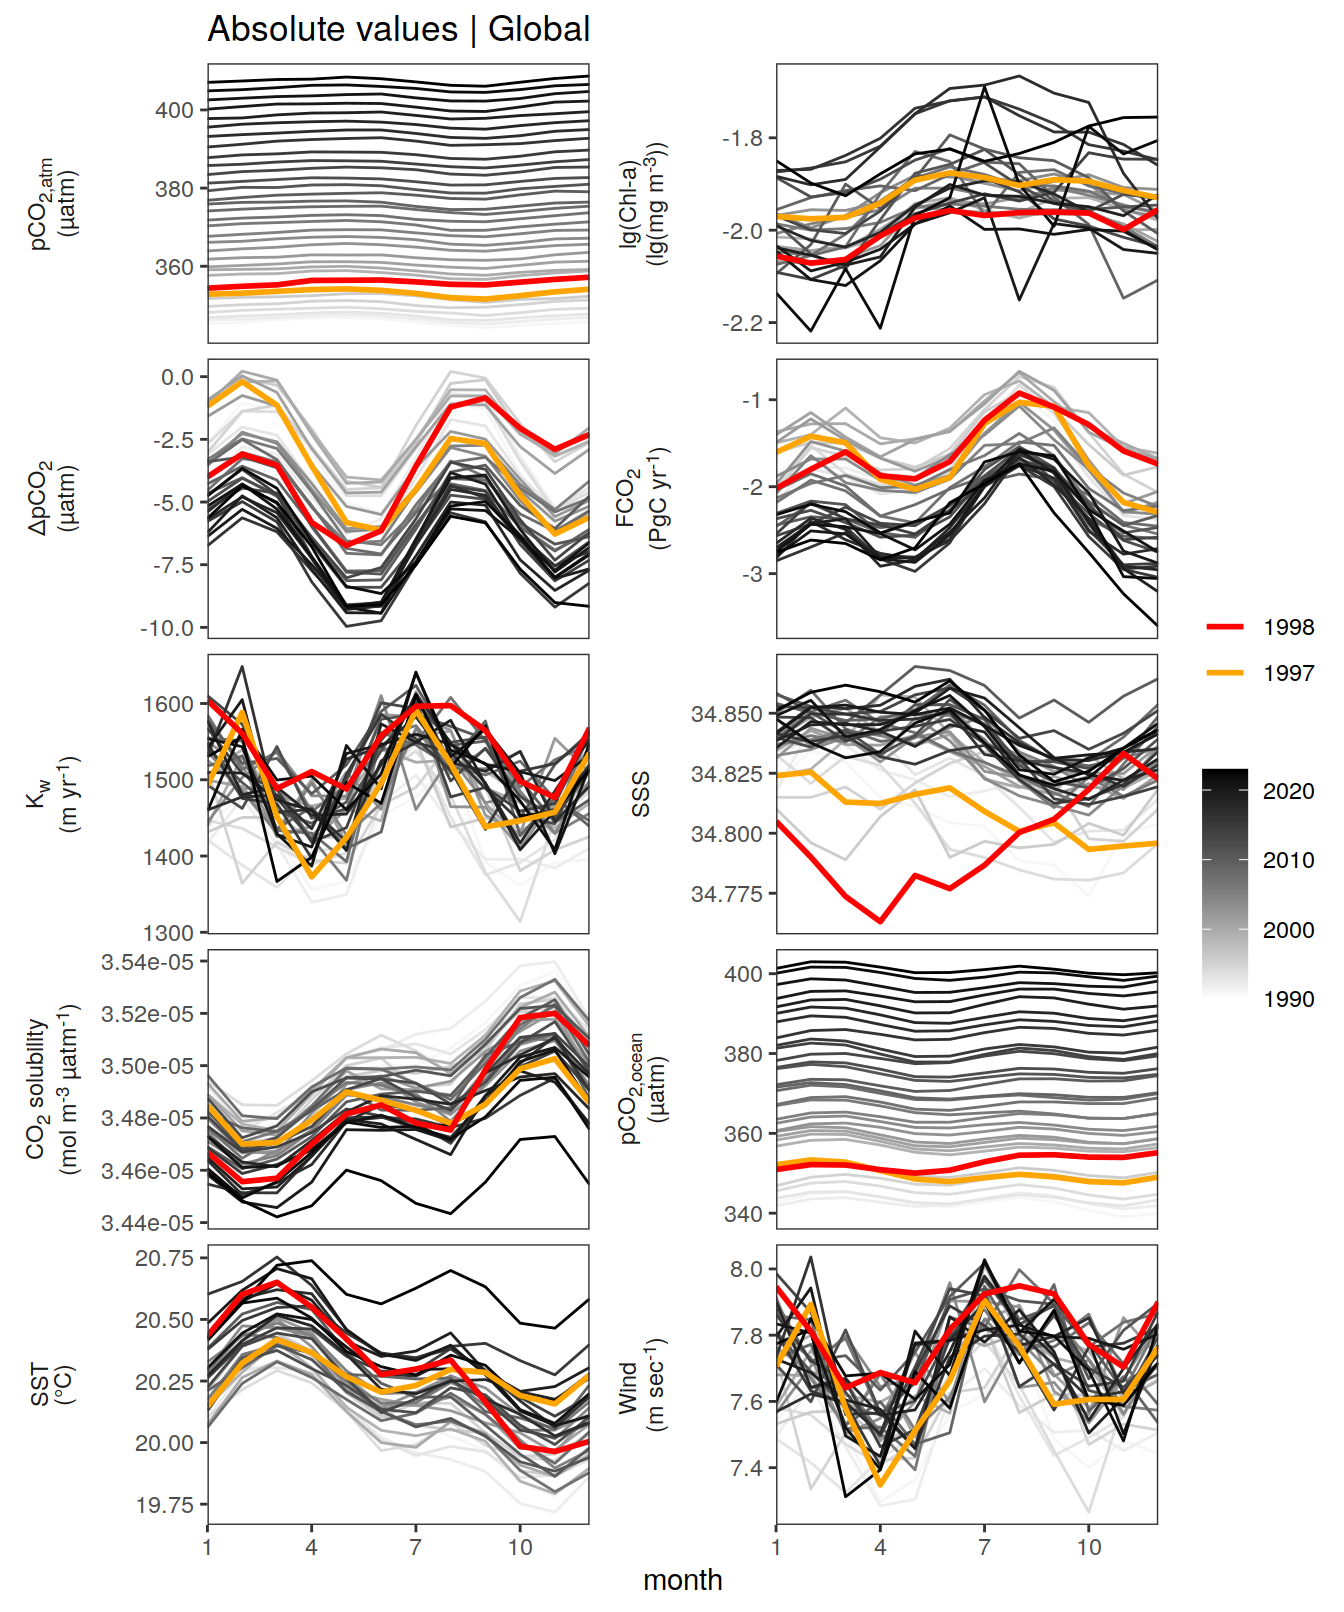 Absolute values | Global
pCO2,atm
(µatm)
400
380
360
lg(Chl-a)
(lg(mg m-3))
-1.8
-2.0
-2.2
ΔpCO2
(µatm)
0.0
-2.5
-5.0
-7.5
-10.0
FCO2
(PgC yr-1)
-1
-2
-3
Kw
(m yr-1)
1600
1500
1400
1300
SSS
34.850
34.825
34.800
34.775
CO2 solubility
(mol m-3 µatm-1)
3.54e-05
3.52e-05
3.50e-05
3.48e-05
3.46e-05
3.44e-05
pCO2,ocean
(µatm)
400
380
360
340
SST
(°C)
20.75
20.50
20.25
20.00
19.75
1
4
7
10
Wind
(m sec-1)
8.0
7.8
7.6
7.4
1
4
7
10
month
1998
1997
2020
2010
2000
1990